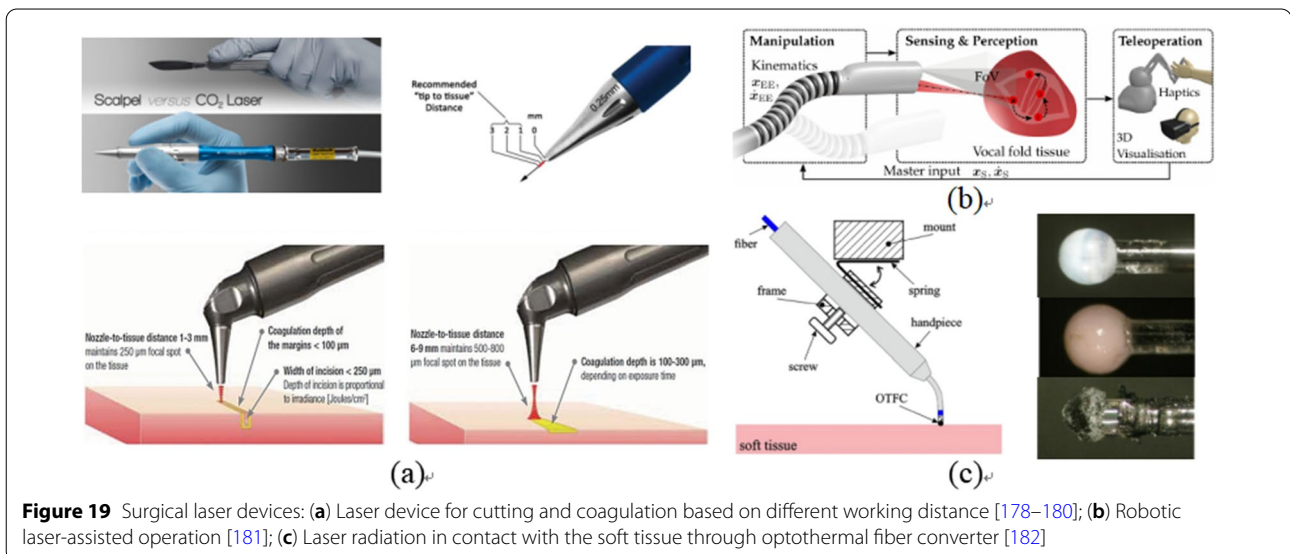 Scalpel versus CO₂ Laser
Recommended
"tip to tissue"
Distance
mm
3 2 1 0
0.25mm
Nozzle-to-tissue distance 1-3 mm
maintains 250 µm focal spot
on the tissue
Coagulation depth of
the margins < 100 µm
Width of incision < 250 µm
Depth of incision is proportional
to irradiance [Joules/cm²]
Nozzle-to-tissue distance
6-9 mm maintains 500-800
µm focal spot on the tissue
Coagulation depth is 100-300 µm,
depending on exposure time
(a)
Manipulation
Kinematics
x_EE,
ẋ_EE
Sensing & Perception
FoV
Vocal fold tissue
Teleoperation
Haptics
3D
Visualisation
Master input x_S, ẋ_S
(b)
fiber
mount
spring
frame
handpiece
screw
OTFC
soft tissue
(c)
Figure 19 Surgical laser devices: (a) Laser device for cutting and coagulation based on different working distance [178–180]; (b) Robotic
laser-assisted operation [181]; (c) Laser radiation in contact with the soft tissue through optothermal fiber converter [182]